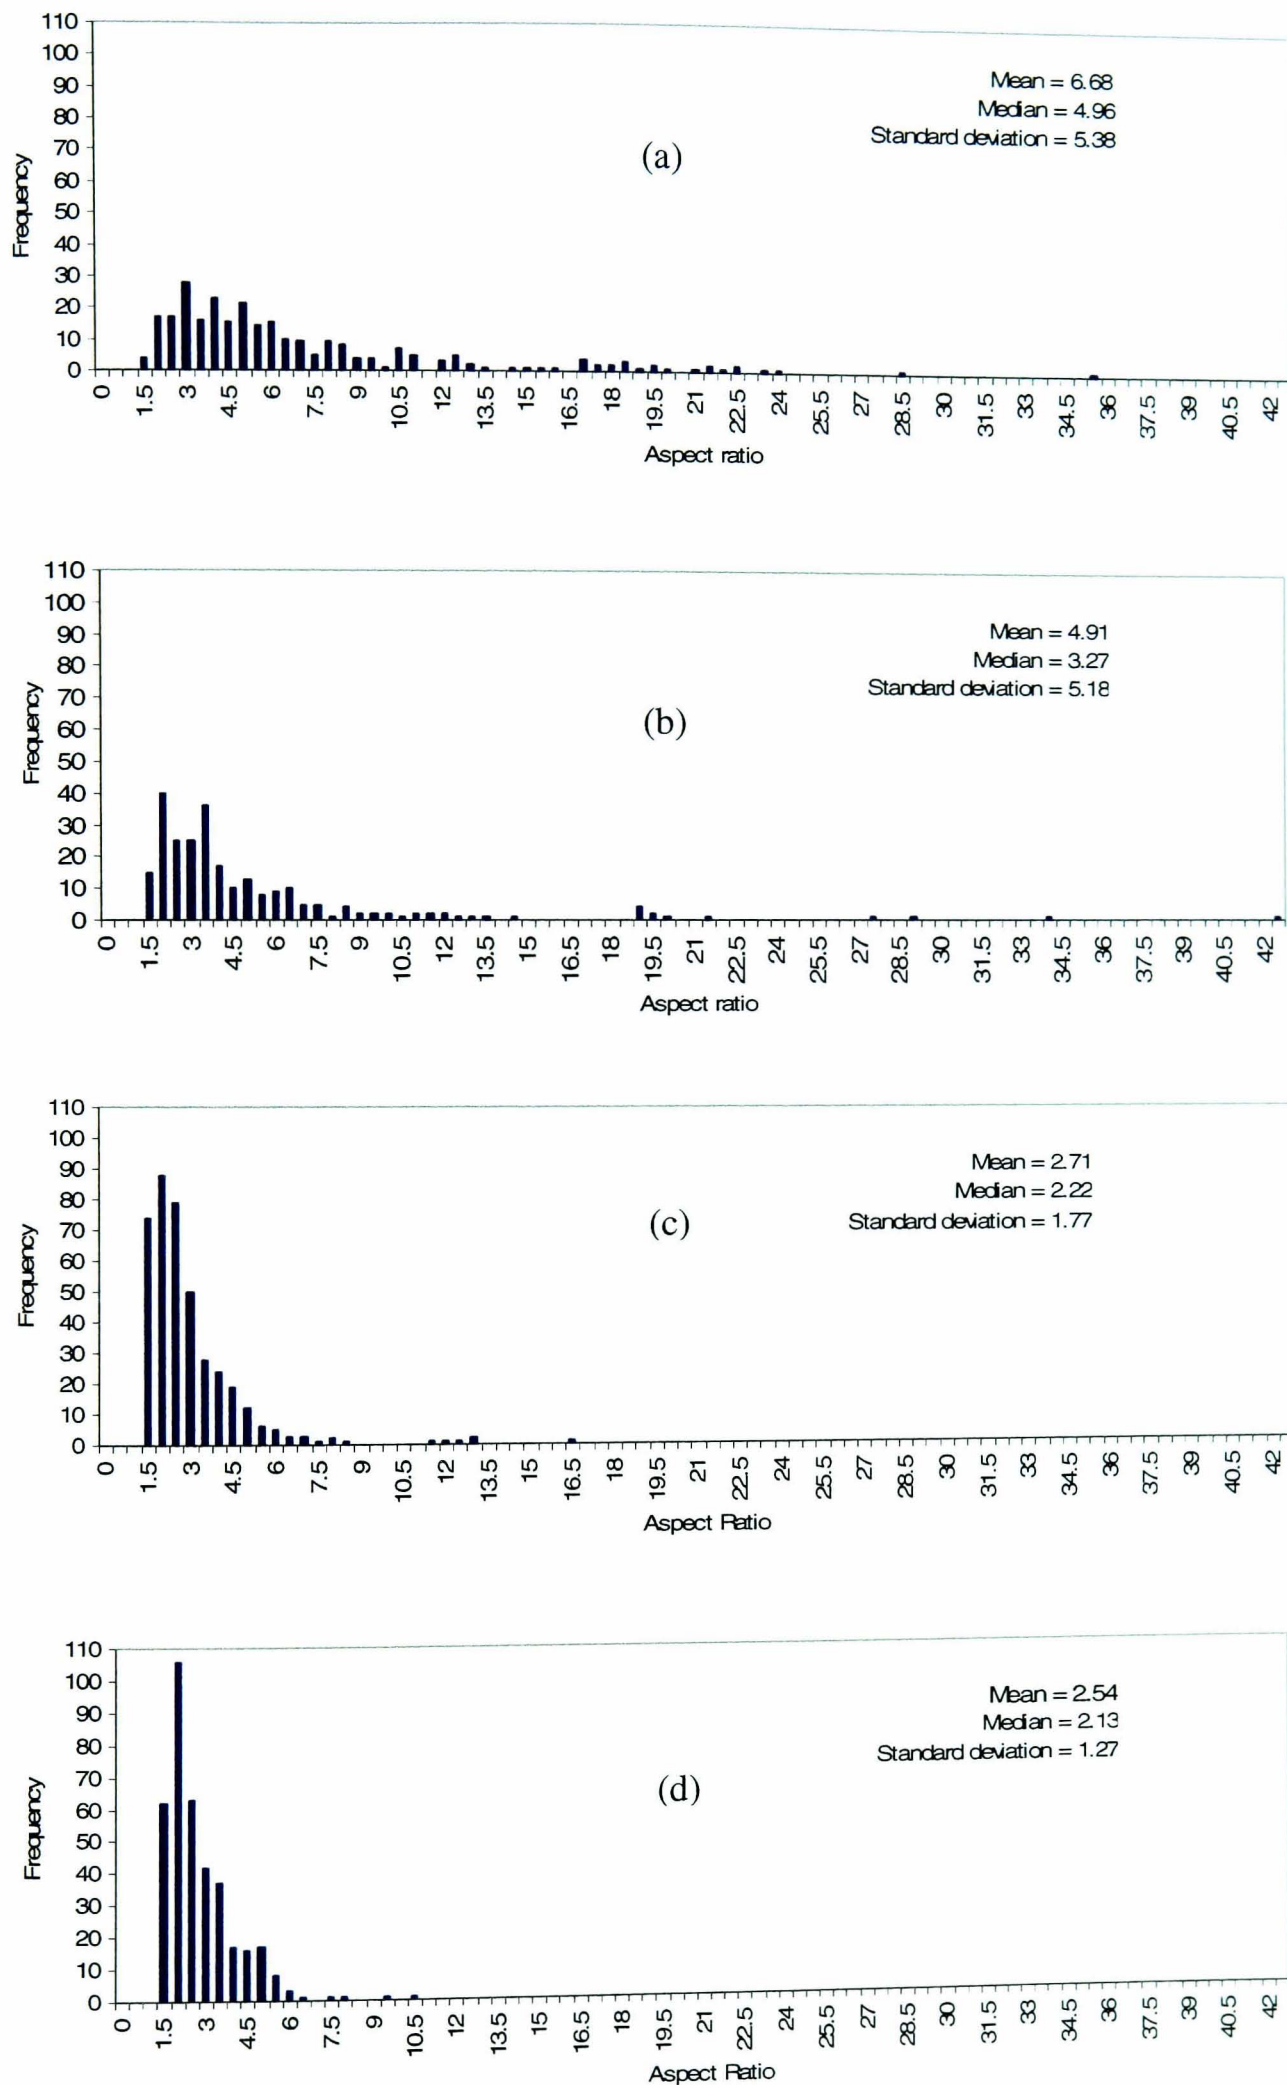 110
100
90
80
70
60
50
40
30
20
10
0
Frequency
Mean = 6.68
Median = 4.96
Standard deviation = 5.38
(a)
0 1.5 3 4.5 6 7.5 9 10.5 12 13.5 15 16.5 18 19.5 21 22.5 24 25.5 27 28.5 30 31.5 33 34.5 36 37.5 39 40.5 42
Aspect ratio
110
100
90
80
70
60
50
40
30
20
10
0
Frequency
Mean = 4.91
Median = 3.27
Standard deviation = 5.18
(b)
0 1.5 3 4.5 6 7.5 9 10.5 12 13.5 15 16.5 18 19.5 21 22.5 24 25.5 27 28.5 30 31.5 33 34.5 36 37.5 39 40.5 42
Aspect ratio
110
100
90
80
70
60
50
40
30
20
10
0
Frequency
Mean = 2.71
Median = 2.22
Standard deviation = 1.77
(c)
0 1.5 3 4.5 6 7.5 9 10.5 12 13.5 15 16.5 18 19.5 21 22.5 24 25.5 27 28.5 30 31.5 33 34.5 36 37.5 39 40.5 42
Aspect Ratio
110
100
90
80
70
60
50
40
30
20
10
0
Frequency
Mean = 2.54
Median = 2.13
Standard deviation = 1.27
(d)
0 1.5 3 4.5 6 7.5 9 10.5 12 13.5 15 16.5 18 19.5 21 22.5 24 25.5 27 28.5 30 31.5 33 34.5 36 37.5 39 40.5 42
Aspect Ratio